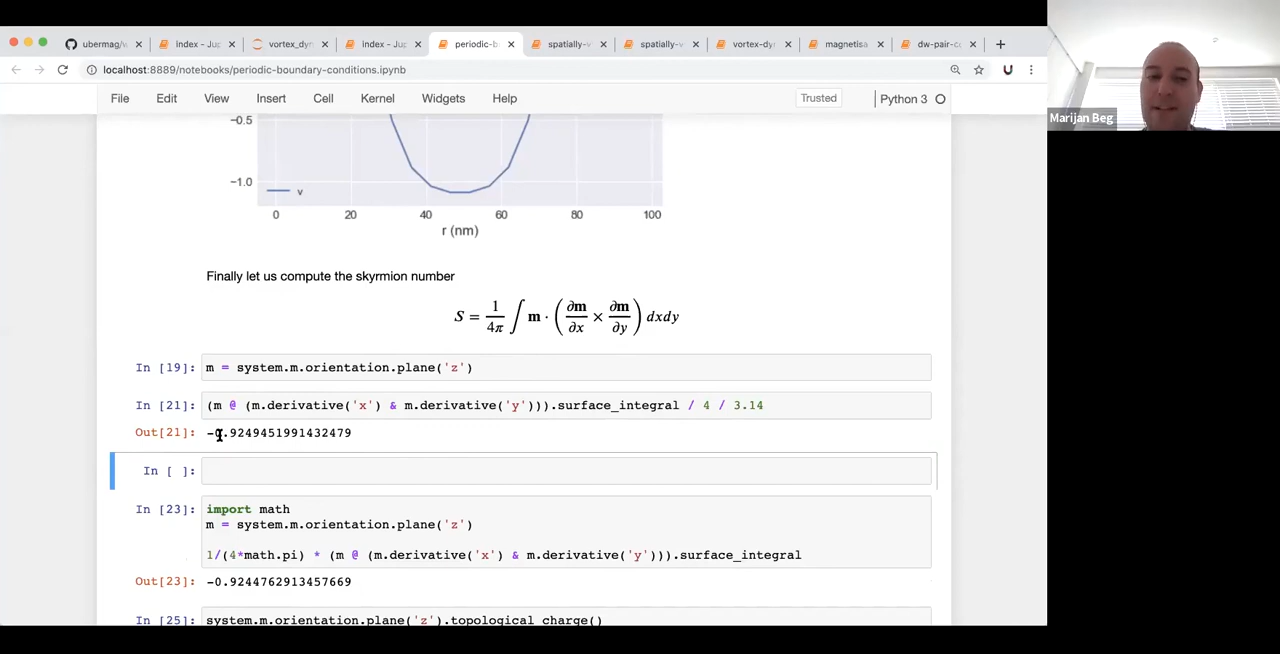 ubermag/v
index - Jup
vortex_dyn
index - Jup
periodic-b
spatially-v
spatially-v
vortex-dy
magnetisa
dw-pair-co
localhost:8889/notebooks/periodic-boundary-conditions.ipynb
File Edit View Insert Cell Kernel Widgets Help Trusted Python 3
Marijan Beg
−0.5
−1.0
v
0 20 40 60 80 100
r (nm)
Finally let us compute the skyrmion number
S = 1/4π ∫ m · (∂m/∂x × ∂m/∂y) dxdy
In [19]: m = system.m.orientation.plane('z')
In [21]: (m @ (m.derivative('x') & m.derivative('y'))).surface_integral / 4 / 3.14
Out[21]: -0.9249451991432479
In [ ]:
In [23]: import math
m = system.m.orientation.plane('z')
1/(4*math.pi) * (m @ (m.derivative('x') & m.derivative('y'))).surface_integral
Out[23]: -0.9244762913457669
In [25]: system.m.orientation.plane('z').topological_charge()